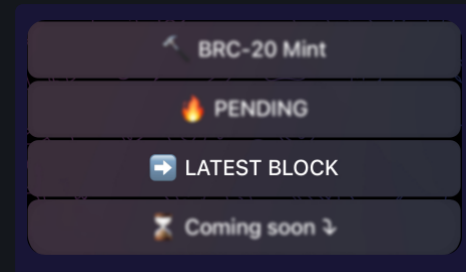 ⛏️ BRC-20 Mint
🔥 PENDING
➡️ LATEST BLOCK
⏳ Coming soon ⤵